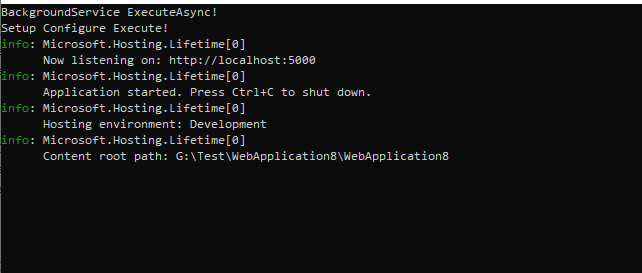 BackgroundService ExecuteAsync!
Setup Configure Execute!
info: Microsoft.Hosting.Lifetime[0]
Now listening on: http://localhost:5000
info: Microsoft.Hosting.Lifetime[0]
Application started. Press Ctrl+C to shut down.
info: Microsoft.Hosting.Lifetime[0]
Hosting environment: Development
info: Microsoft.Hosting.Lifetime[0]
Content root path: G:\Test\WebApplication8\WebApplication8